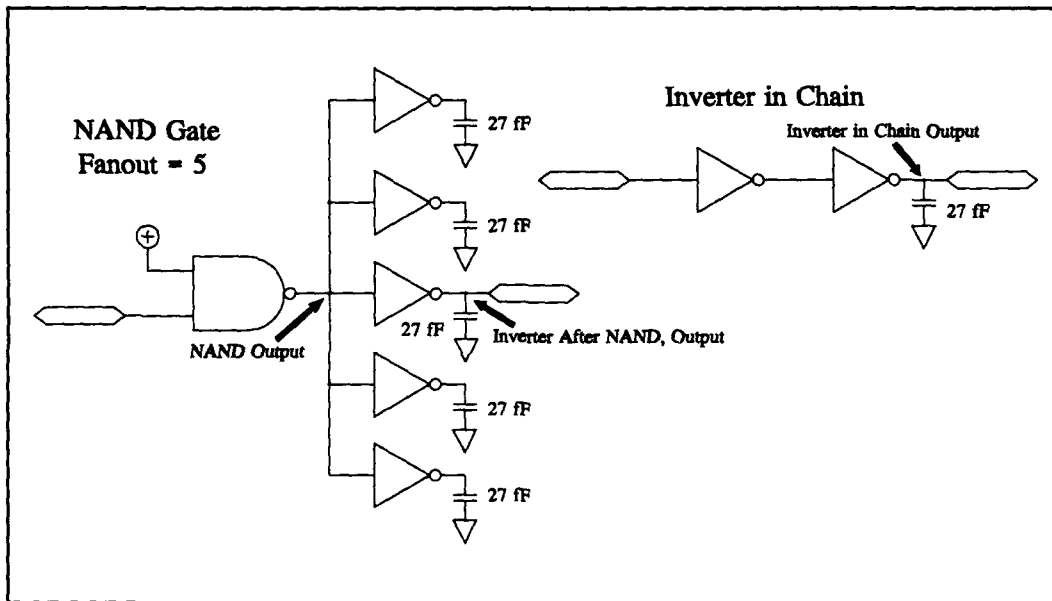 NAND Gate
Fanout = 5
27 fF
27 fF
27 fF
27 fF
27 fF
NAND Output
Inverter After NAND, Output
Inverter in Chain
Inverter in Chain Output
27 fF